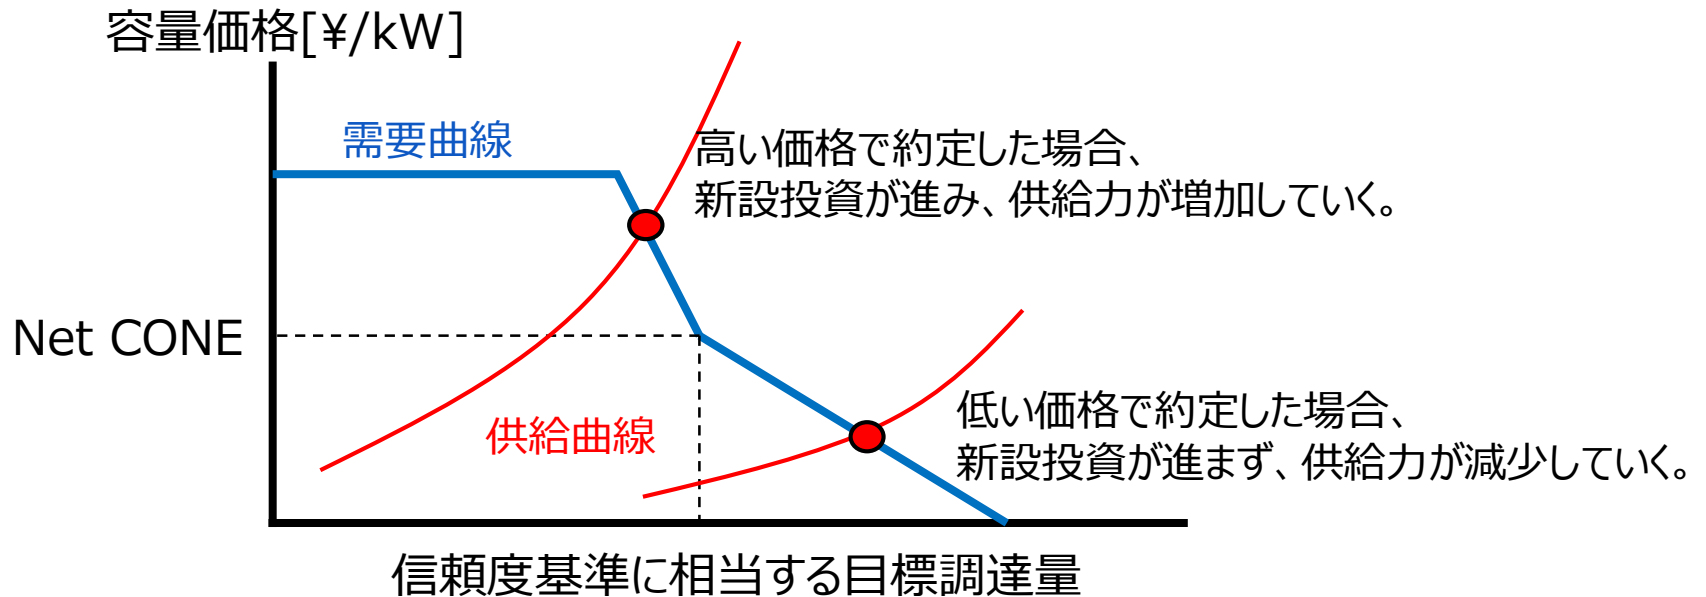 容量価格[¥/kW]
需要曲線
高い価格で約定した場合、
新設投資が進み、供給力が増加していく。
Net CONE
供給曲線
低い価格で約定した場合、
新設投資が進まず、供給力が減少していく。
信頼度基準に相当する目標調達量